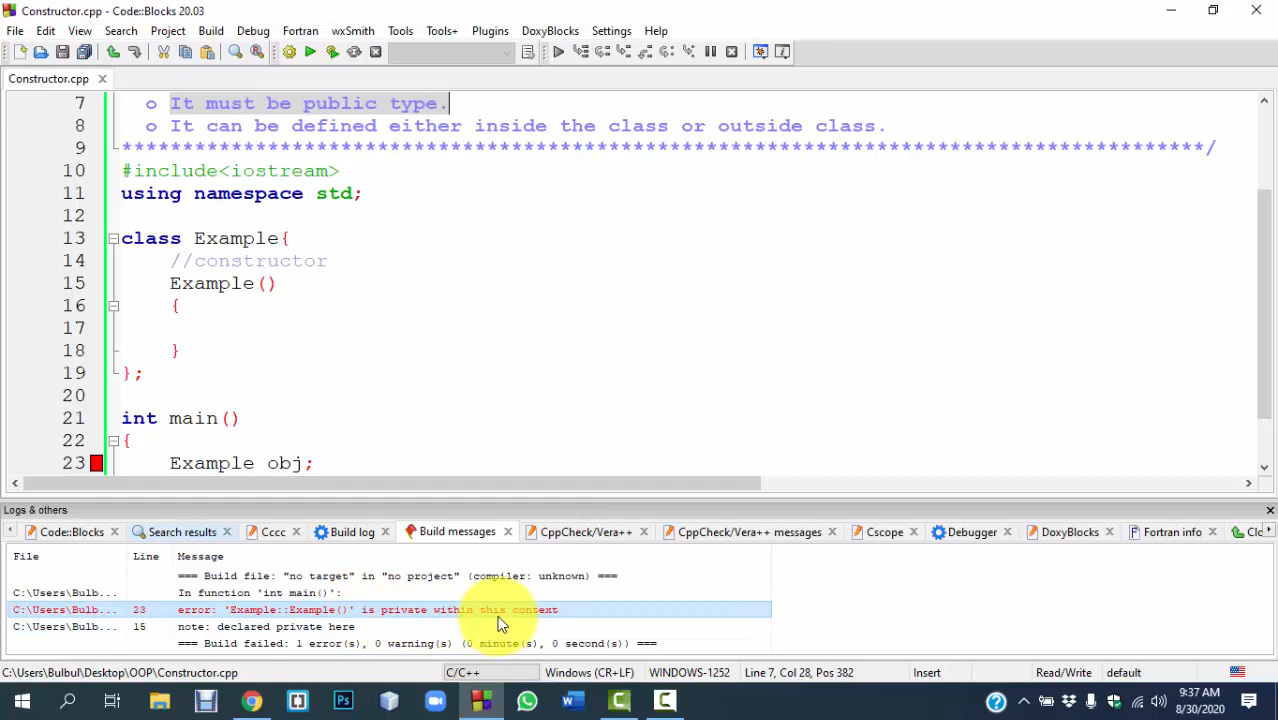 Constructor.cpp - Code::Blocks 20.03
File Edit View Search Project Build Debug Fortran wxSmith Tools Tools+ Plugins DoxyBlocks Settings Help
Constructor.cpp
7 o It must be public type.
8 o It can be defined either inside the class or outside class.
9 *****************************************************************************************/
10 #include<iostream>
11 using namespace std;
12
13 class Example{
14 //constructor
15 Example()
16 {
17
18 }
19 };
20
21 int main()
22 {
23 Example obj;
Logs & others
Code::Blocks Search results Cccc Build log Build messages CppCheck/Vera++ CppCheck/Vera++ messages Cscope Debugger DoxyBlocks Fortran info Clo
File Line Message
=== Build file: "no target" in "no project" (compiler: unknown) ===
C:\Users\Bulb... In function 'int main()':
C:\Users\Bulb... 23 error: 'Example::Example()' is private within this context
C:\Users\Bulb... 15 note: declared private here
=== Build failed: 1 error(s), 0 warning(s) (0 minute(s), 0 second(s)) ===
C:\Users\Bulbul\Desktop\OOP\Constructor.cpp C/C++ Windows (CR+LF) WINDOWS-1252 Line 7, Col 28, Pos 382 Insert Read/Write default
9:37 AM
8/30/2020